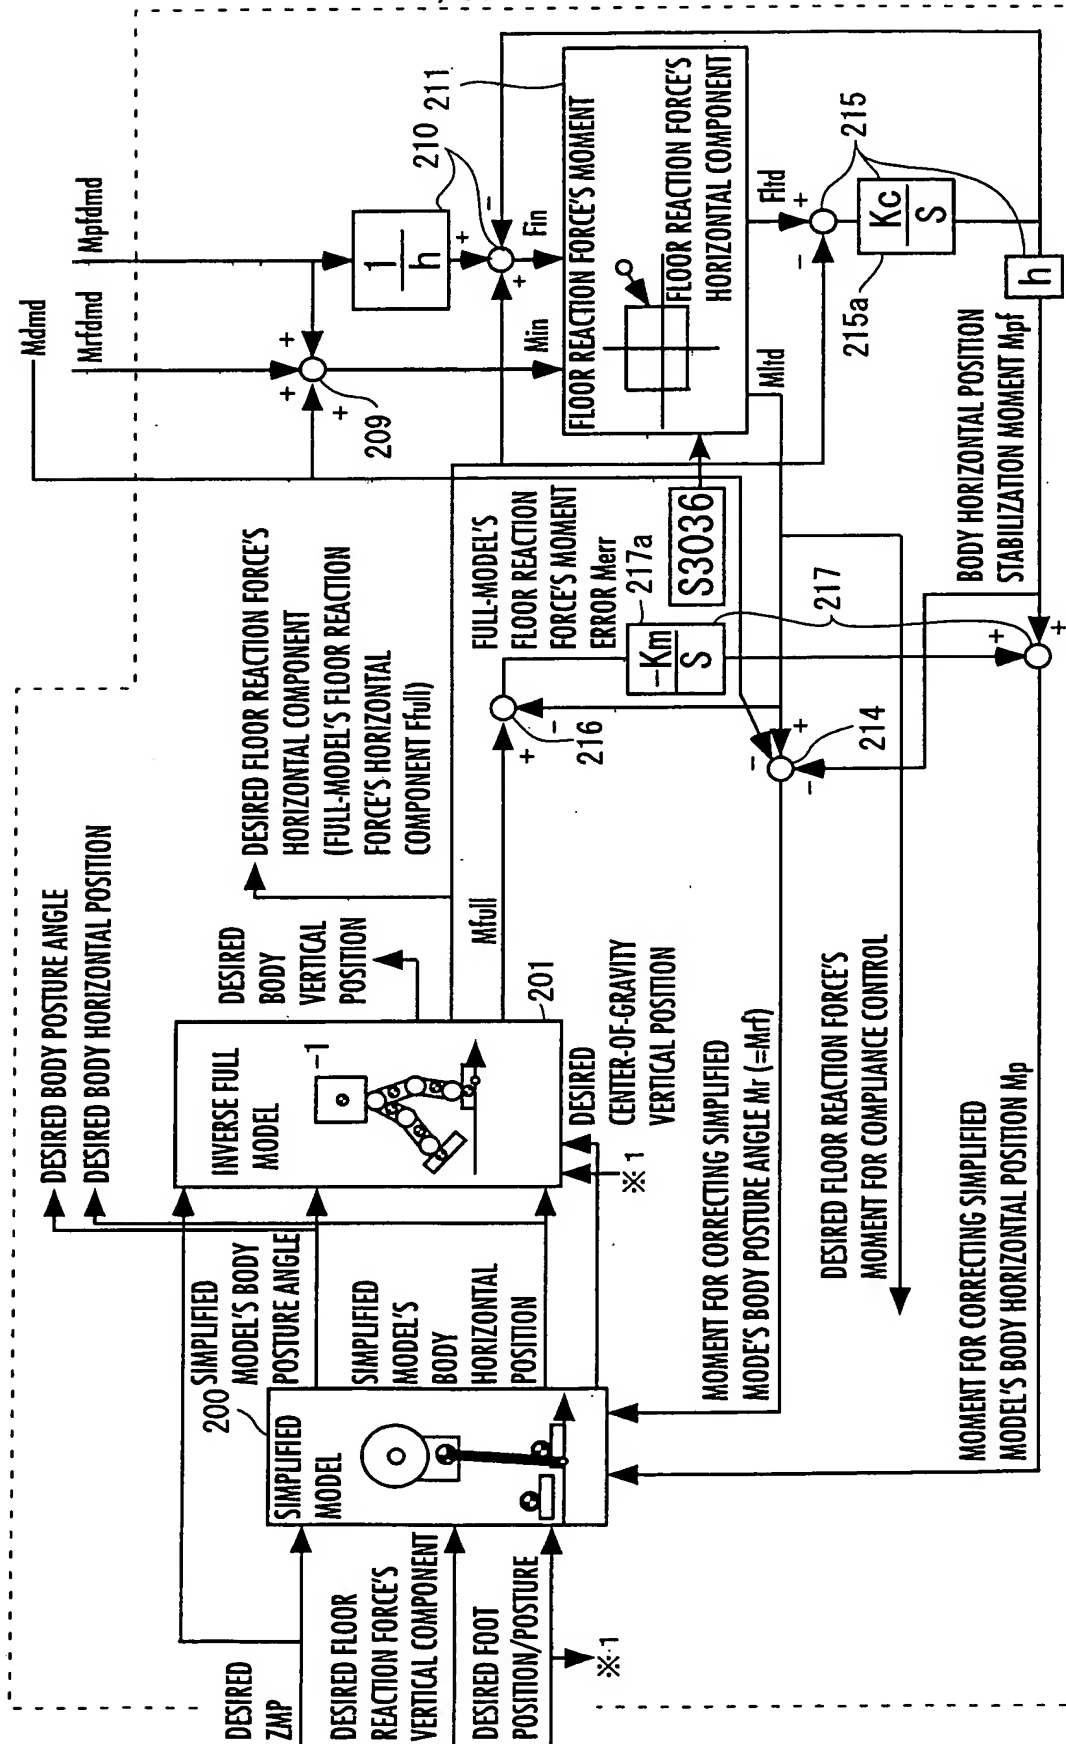 DESIRED
ZMP
DESIRED FLOOR
REACTION FORCE'S
VERTICAL COMPONENT
DESIRED FOOT
POSITION/POSTURE
※1
200
SIMPLIFIED
MODEL
SIMPLIFIED
MODEL'S BODY
POSTURE ANGLE
SIMPLIFIED
MODEL'S
BODY
HORIZONTAL
POSITION
DESIRED BODY POSTURE ANGLE
DESIRED BODY HORIZONTAL POSITION
INVERSE FULL
MODEL
-1
201
※1
DESIRED
CENTER-OF-GRAVITY
VERTICAL POSITION
DESIRED
BODY
VERTICAL
POSITION
DESIRED FLOOR REACTION FORCE'S
HORIZONTAL COMPONENT
(FULL-MODEL'S FLOOR REACTION
FORCE'S HORIZONTAL
COMPONENT Ffull)
Mfull
+
-
216
FULL-MODEL'S
FLOOR REACTION
FORCE'S MOMENT
ERROR Merr
217a
-Km
S
217
S3036
-
+
-
214
MOMENT FOR CORRECTING SIMPLIFIED
MODE'S BODY POSTURE ANGLE Mr (=Mrf)
DESIRED FLOOR REACTION FORCE'S
MOMENT FOR COMPLIANCE CONTROL
MOMENT FOR CORRECTING SIMPLIFIED
MODEL'S BODY HORIZONTAL POSITION Mp
+
+
BODY HORIZONTAL POSITION
STABILIZATION MOMENT Mpf
Mdmd
Mrfdmd
Mpfdmd
+
+
+
209
1
h
210
+
-
+
Fin
Min
211
FLOOR REACTION FORCE'S MOMENT
FLOOR REACTION FORCE'S
HORIZONTAL COMPONENT
Mltd
Fltd
+
-
215
Kc
S
215a
h